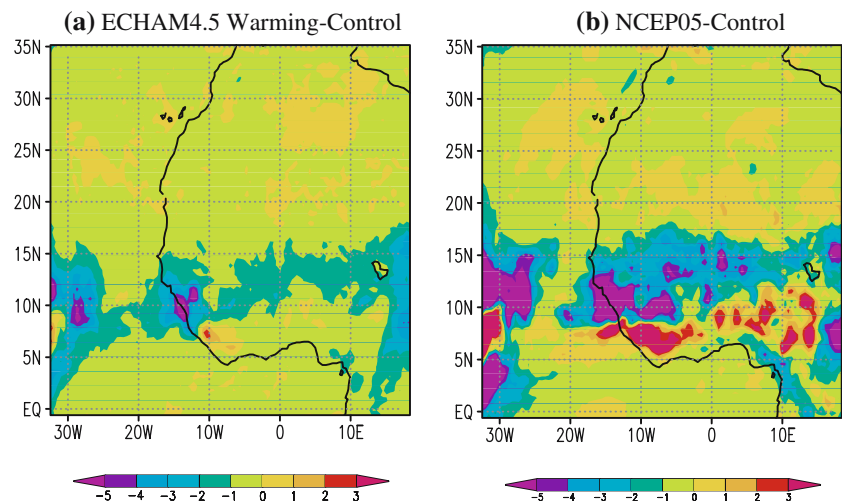 (a) ECHAM4.5 Warming-Control
35N
30N
25N
20N
15N
10N
5N
EQ
30W 20W 10W 0 10E
-5 -4 -3 -2 -1 0 1 2 3
(b) NCEP05-Control
35N
30N
25N
20N
15N
10N
5N
EQ
30W 20W 10W 0 10E
-5 -4 -3 -2 -1 0 1 2 3